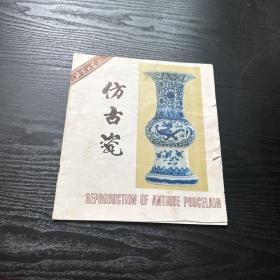 仿古瓷
REPRODUCTION OF ANTIQUE PORCELAIN